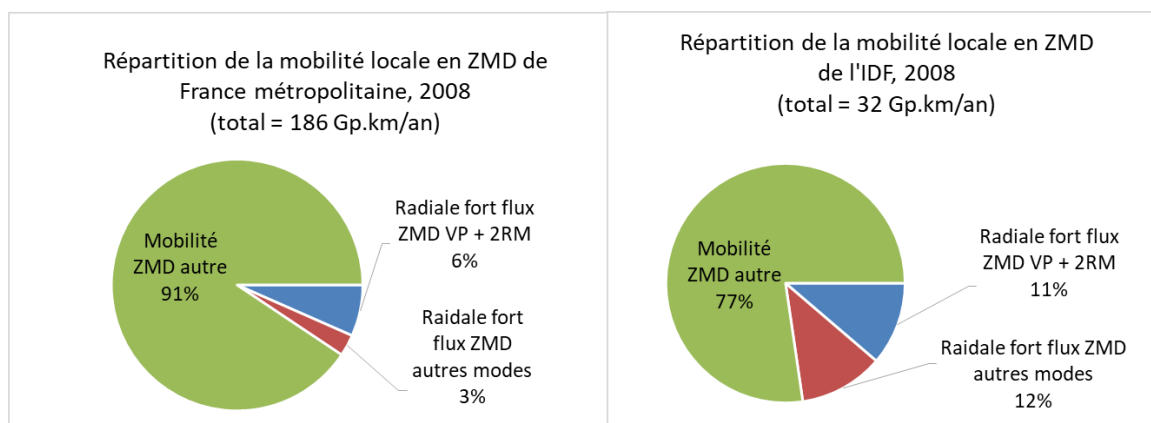 Répartition de la mobilité locale en ZMD de
France métropolitaine, 2008
(total = 186 Gp.km/an)
Mobilité
ZMD autre
91%
Radiale fort flux
ZMD VP + 2RM
6%
Raidale fort
flux ZMD
autres modes
3%
Répartition de la mobilité locale en ZMD
de l'IDF, 2008
(total = 32 Gp.km/an)
Mobilité
ZMD autre
77%
Radiale fort flux
ZMD VP + 2RM
11%
Raidale fort flux ZMD
autres modes
12%